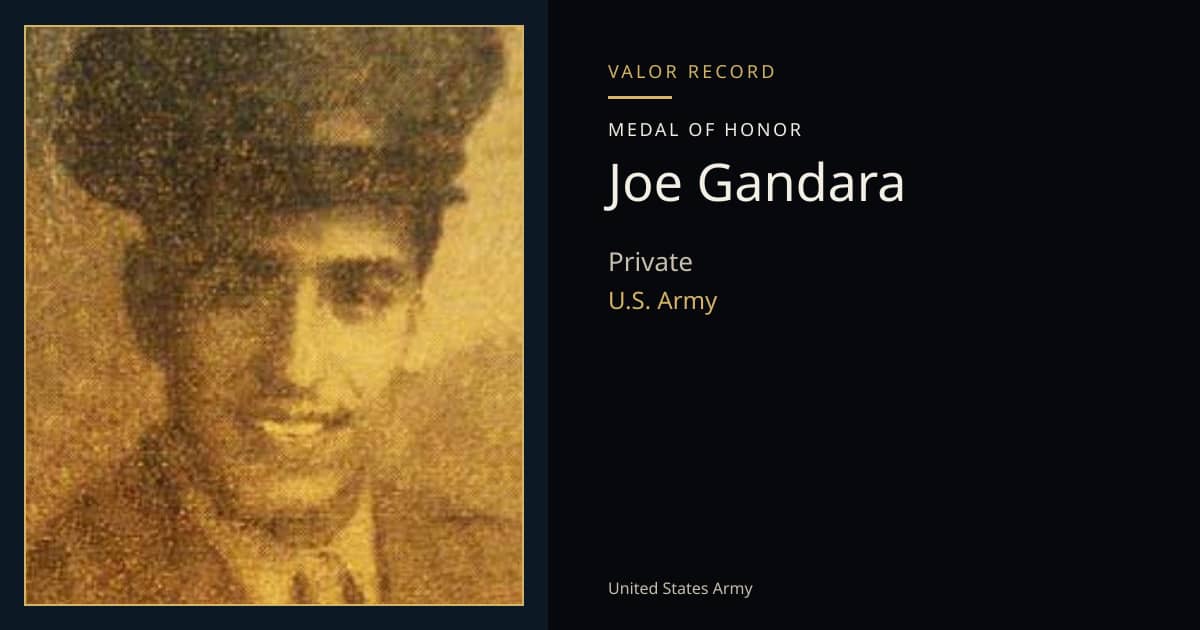 VALOR RECORD
MEDAL OF HONOR
Joe Gandara
Private
U.S. Army
United States Army